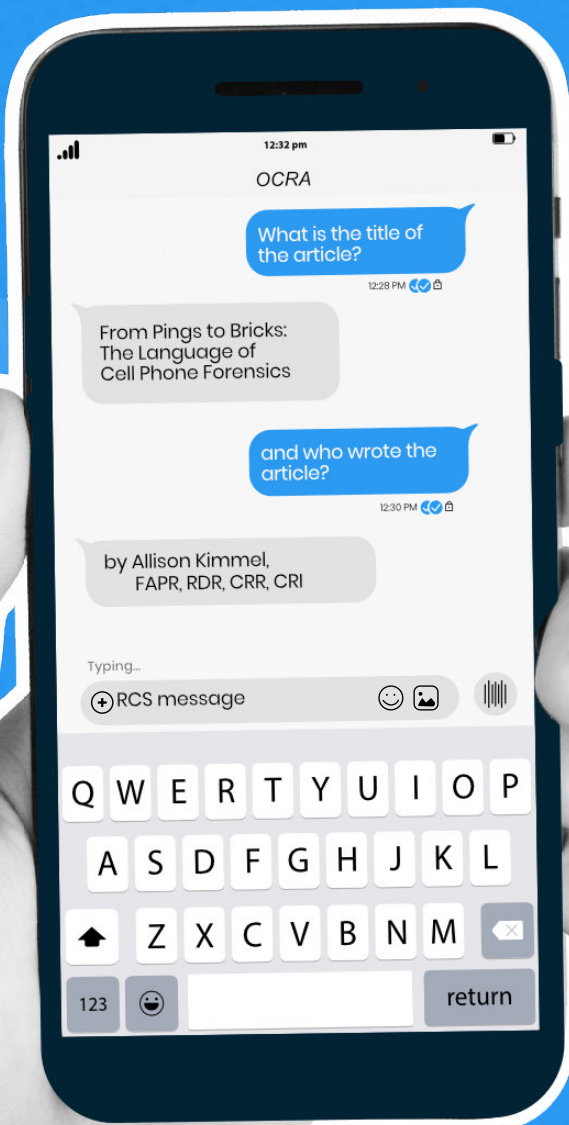 12:32 pm
OCRA
What is the title of
the article?
12:28 PM
From Pings to Bricks:
The Language of
Cell Phone Forensics
and who wrote the
article?
12:30 PM
by Allison Kimmel,
FAPR, RDR, CRR, CRI
Typing...
RCS message
Q W E R T Y U I O P
A S D F G H J K L
Z X C V B N M
123
return